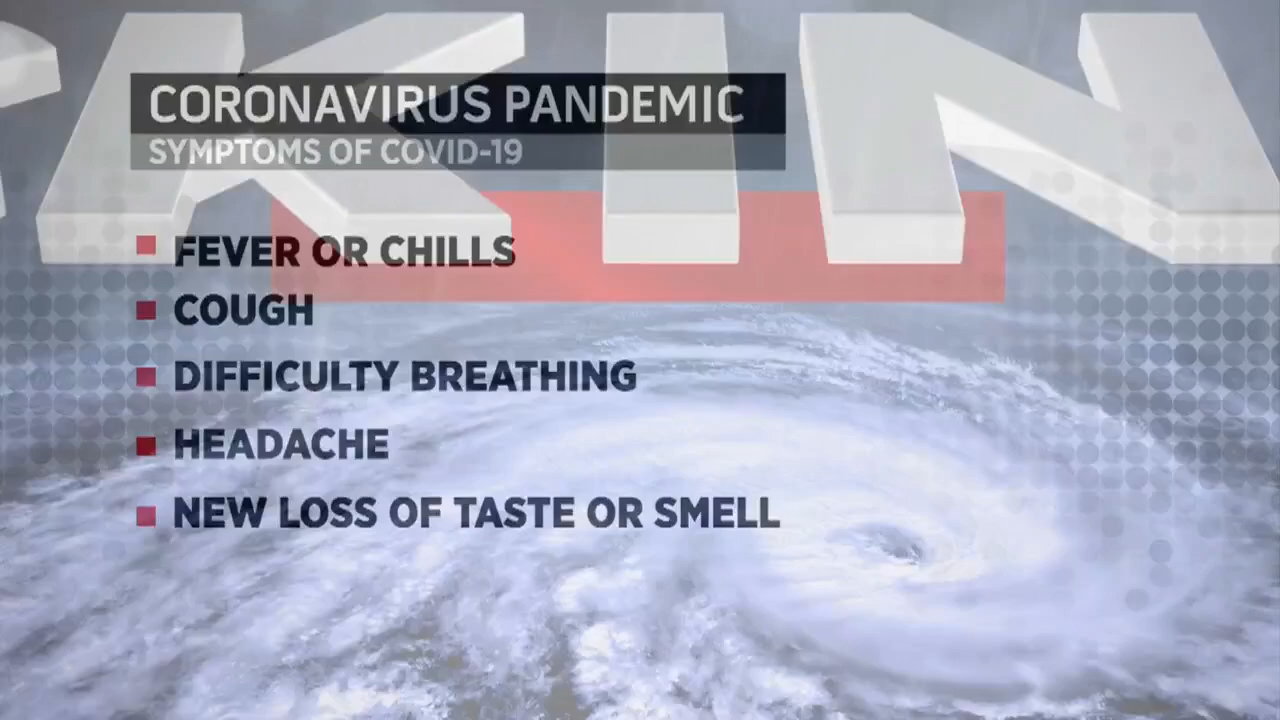 KIN
CORONAVIRUS PANDEMIC
SYMPTOMS OF COVID-19
FEVER OR CHILLS
COUGH
DIFFICULTY BREATHING
HEADACHE
NEW LOSS OF TASTE OR SMELL